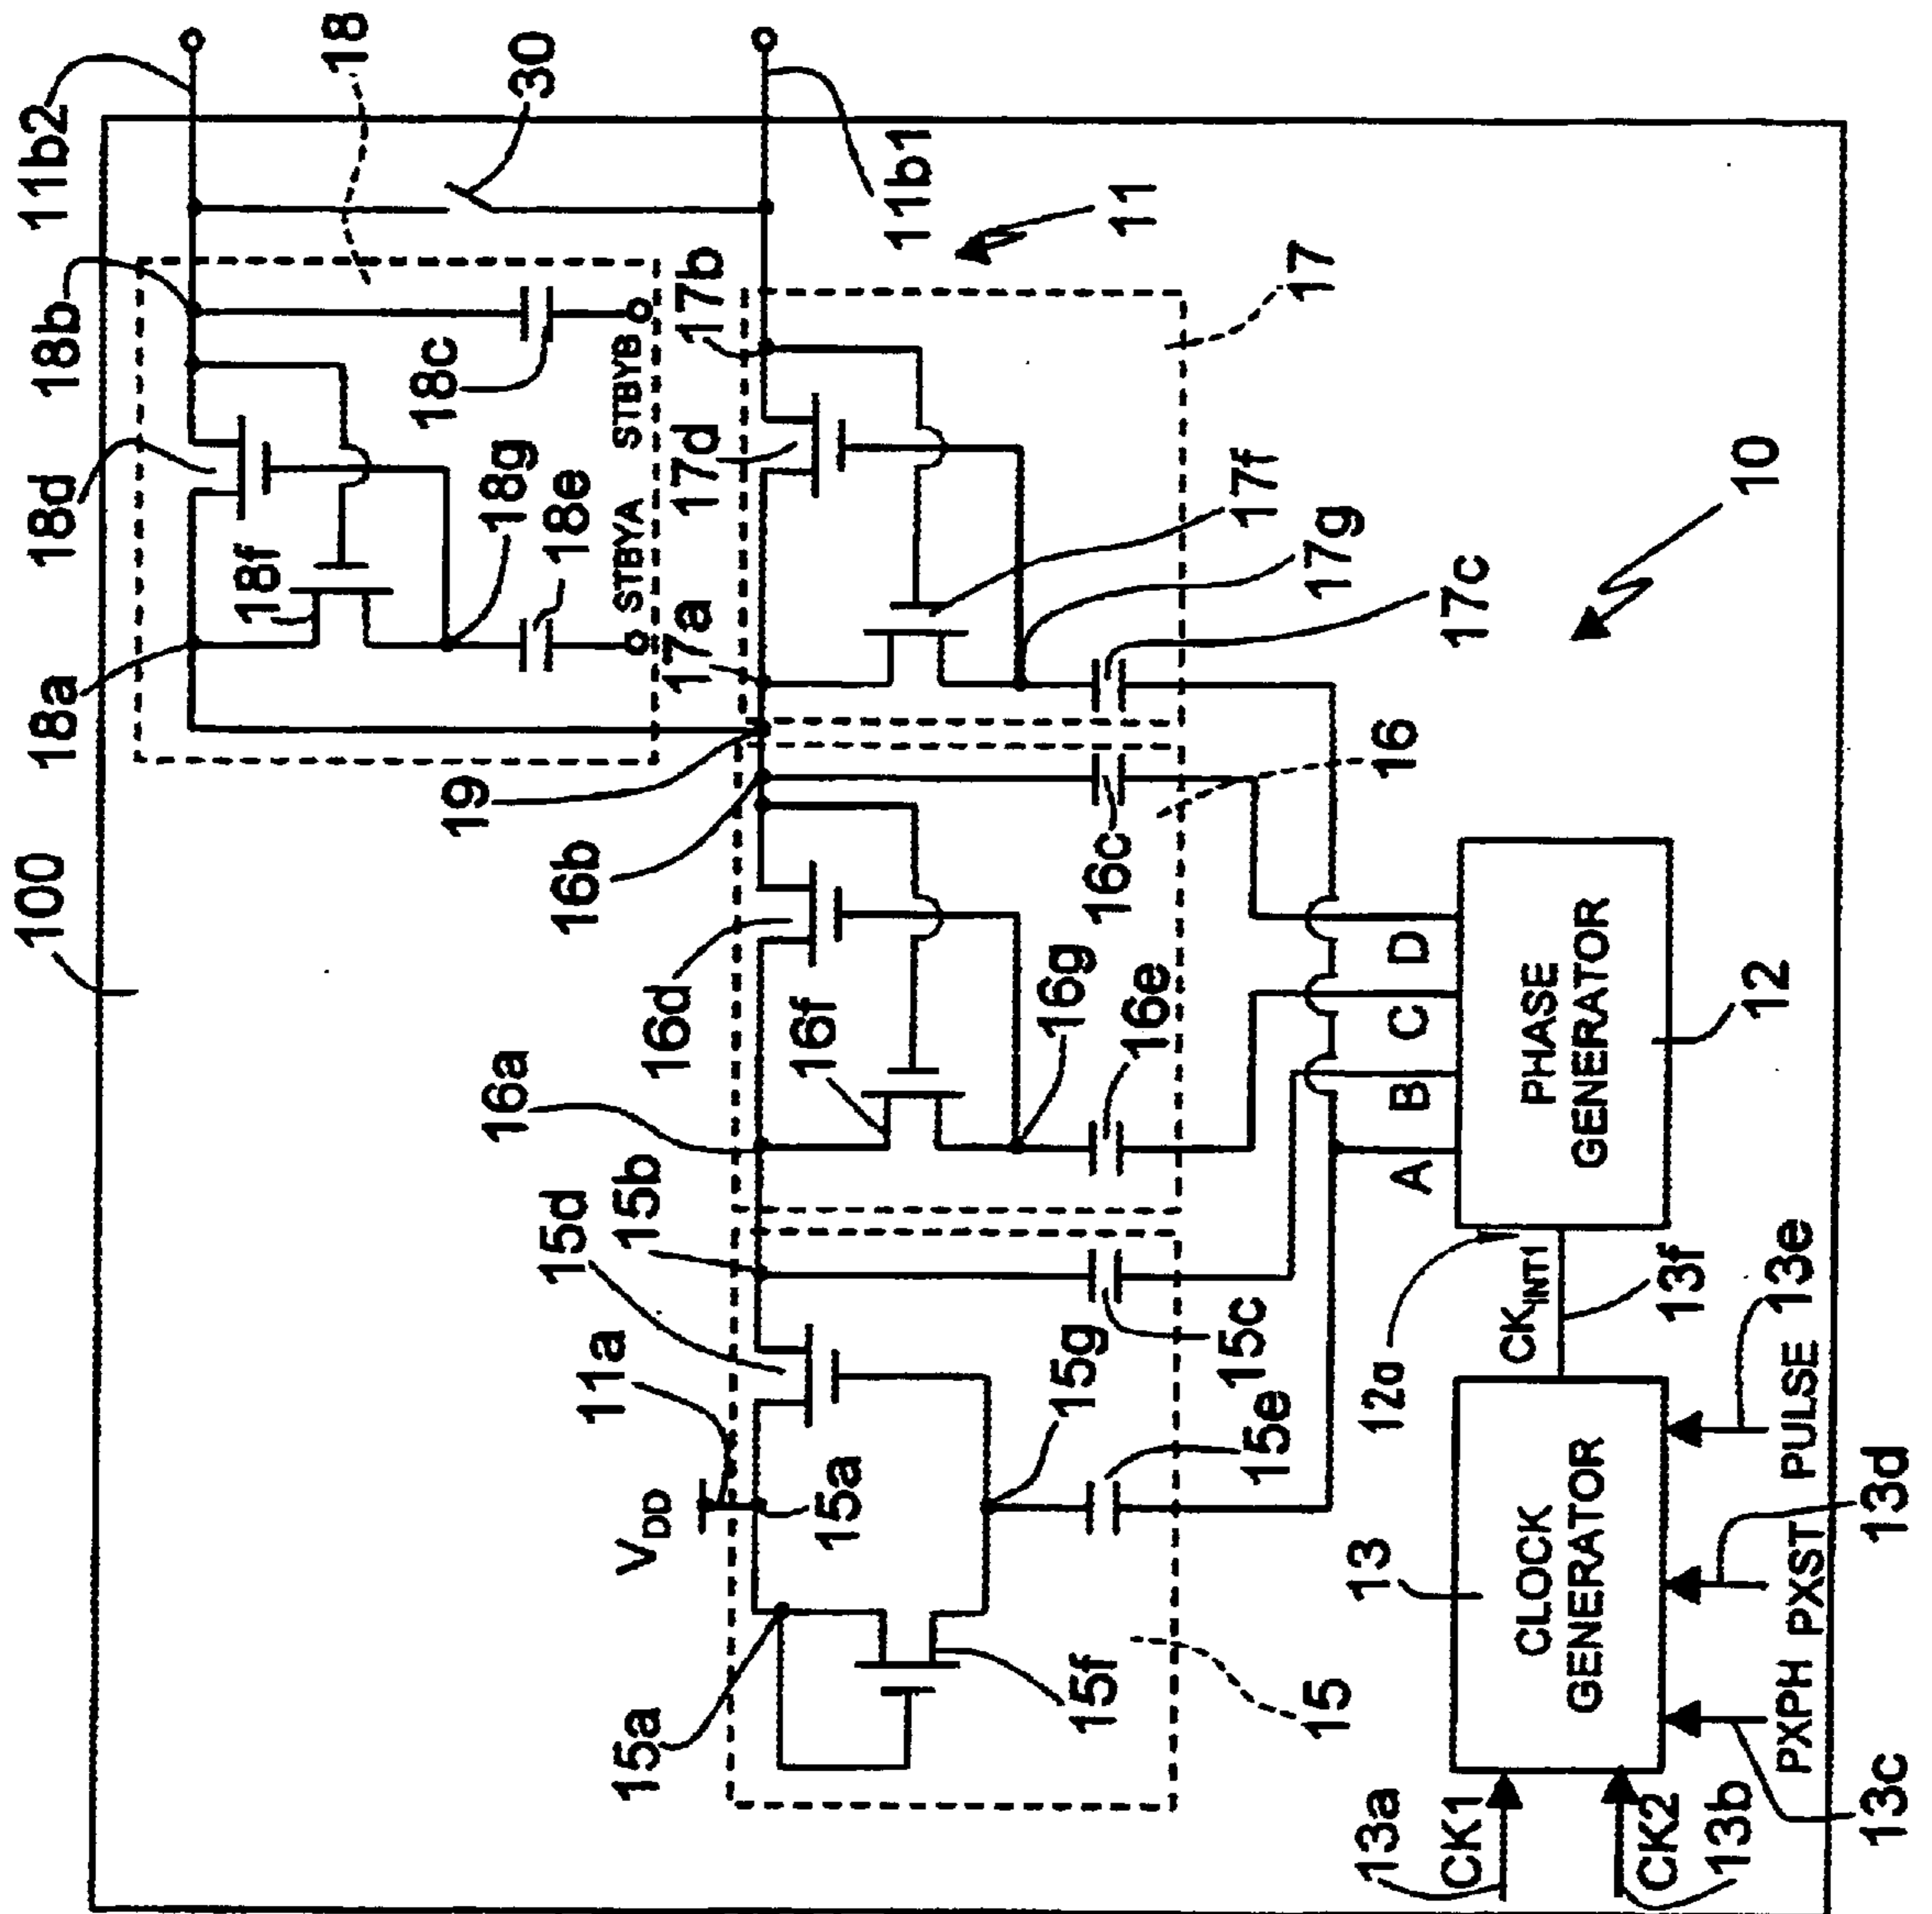 100
11b2
18b
18
30
18d
18f
18a
18c
18g
18e
STBYA
STBYB
11b1
11
19
17a
17d
17b
17
17f
17g
17c
16b
16d
16f
16a
16g
16c
16e
16
10
15b
15d
11a
VDD
15a
15a
15g
15c
15e
15f
15
A
B
C
D
PHASE
GENERATOR
12
12a
CKINT1
13f
13
CLOCK
GENERATOR
13a
CK1
CK2
13b
PXPH
PXST
PULSE
13c
13d
13e